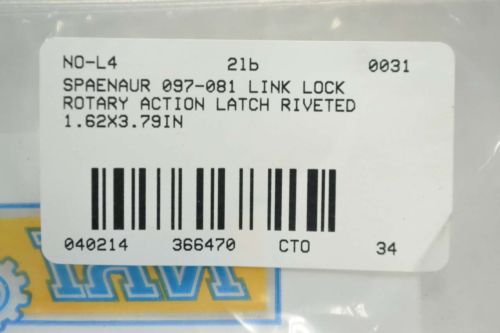 NO-L4 2lb 0031
SPAENAUR 097-081 LINK LOCK
ROTARY ACTION LATCH RIVETED
1.62X3.79IN
040214 366470 CTO 34